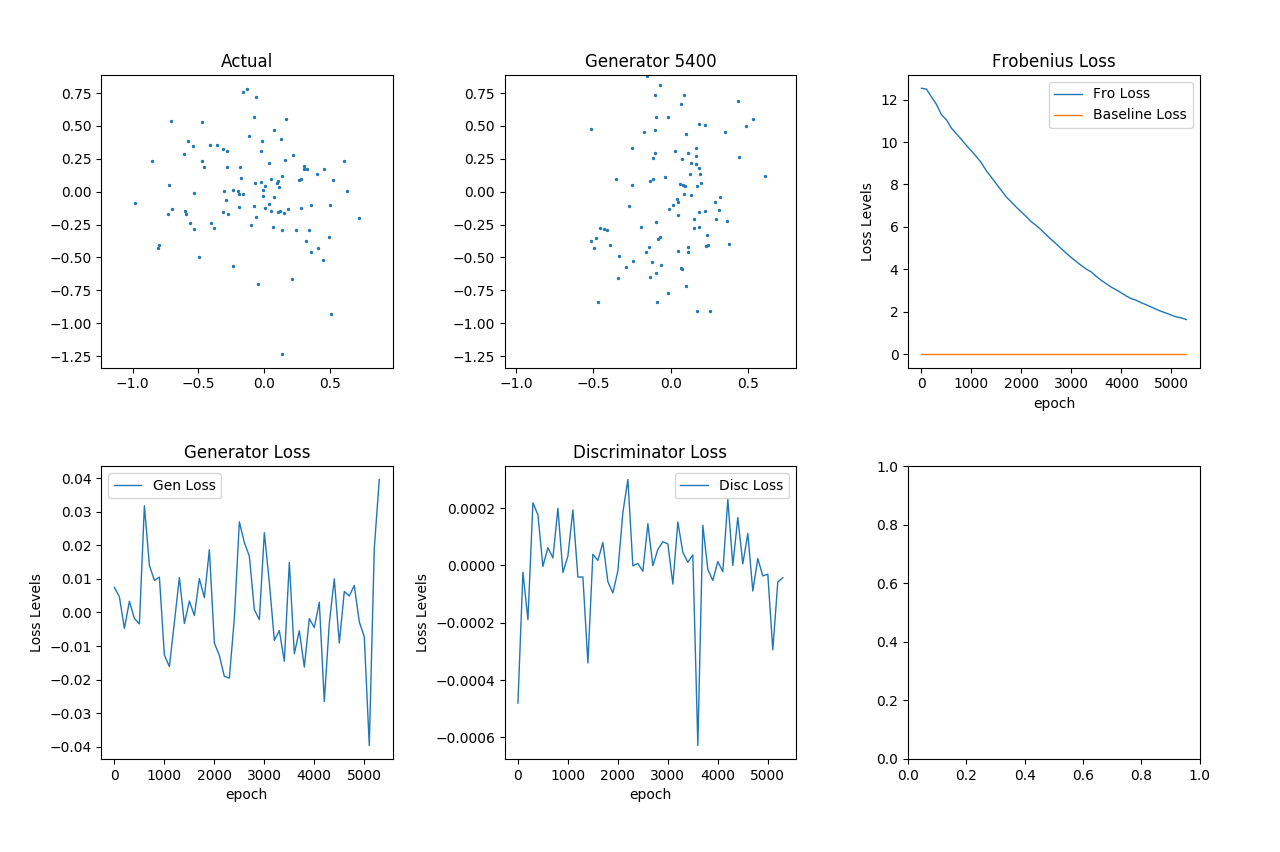 Actual
0.75
0.50
0.25
0.00
−0.25
−0.50
−0.75
−1.00
−1.25
−1.0 −0.5 0.0 0.5
Generator 5400
0.75
0.50
0.25
0.00
−0.25
−0.50
−0.75
−1.00
−1.25
−1.0 −0.5 0.0 0.5
Frobenius Loss
Fro Loss
Baseline Loss
Loss Levels
12
10
8
6
4
2
0
0 1000 2000 3000 4000 5000
epoch
Generator Loss
Gen Loss
Loss Levels
0.04
0.03
0.02
0.01
0.00
−0.01
−0.02
−0.03
−0.04
0 1000 2000 3000 4000 5000
epoch
Discriminator Loss
Disc Loss
Loss Levels
0.0002
0.0000
−0.0002
−0.0004
−0.0006
0 1000 2000 3000 4000 5000
epoch
1.0
0.8
0.6
0.4
0.2
0.0
0.0 0.2 0.4 0.6 0.8 1.0